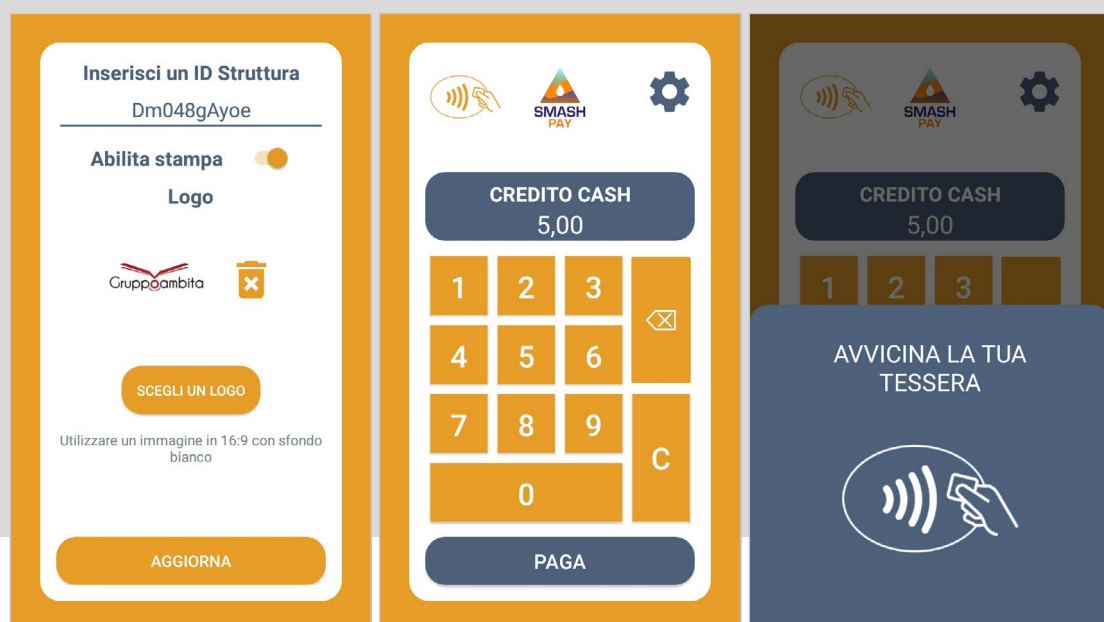 Inserisci un ID Struttura
Dm048gAyoe
Abilita stampa
Logo
Gruppoambita
SCEGLI UN LOGO
Utilizzare un immagine in 16:9 con sfondo
bianco
AGGIORNA
SMASH
PAY
CREDITO CASH
5,00
1 2 3
4 5 6
7 8 9
C
0
PAGA
SMASH
PAY
CREDITO CASH
5,00
1 2 3
AVVICINA LA TUA
TESSERA